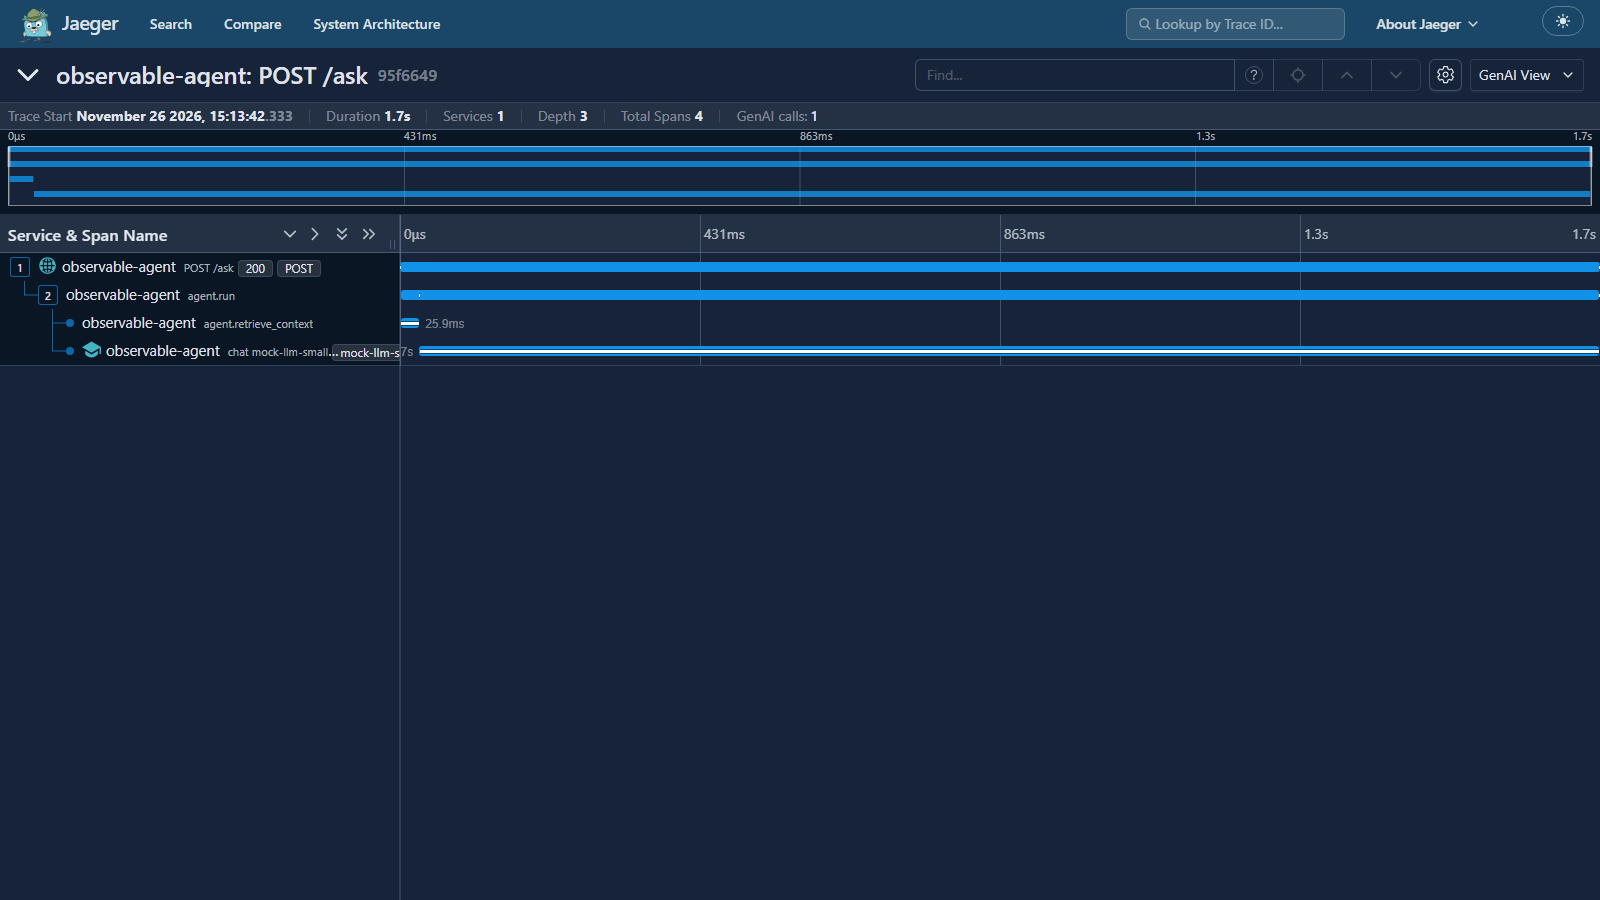 Jaeger Search Compare System Architecture Lookup by Trace ID... About Jaeger
observable-agent: POST /ask 95f6649 Find... ? GenAI View
Trace Start November 26 2026, 15:13:42.333 Duration 1.7s Services 1 Depth 3 Total Spans 4 GenAI calls: 1
0μs 431ms 863ms 1.3s 1.7s
Service & Span Name 0μs 431ms 863ms 1.3s 1.7s
1 observable-agent POST /ask 200 POST
2 observable-agent agent.run
observable-agent agent.retrieve_context 25.9ms
observable-agent chat mock-llm-small... mock-llm-s 7s